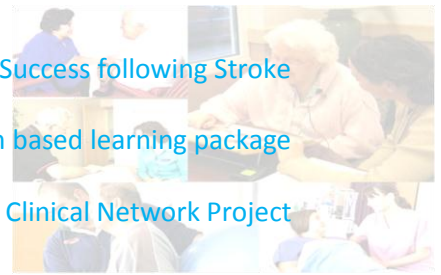 Success following Stroke
based learning package
Clinical Network Project